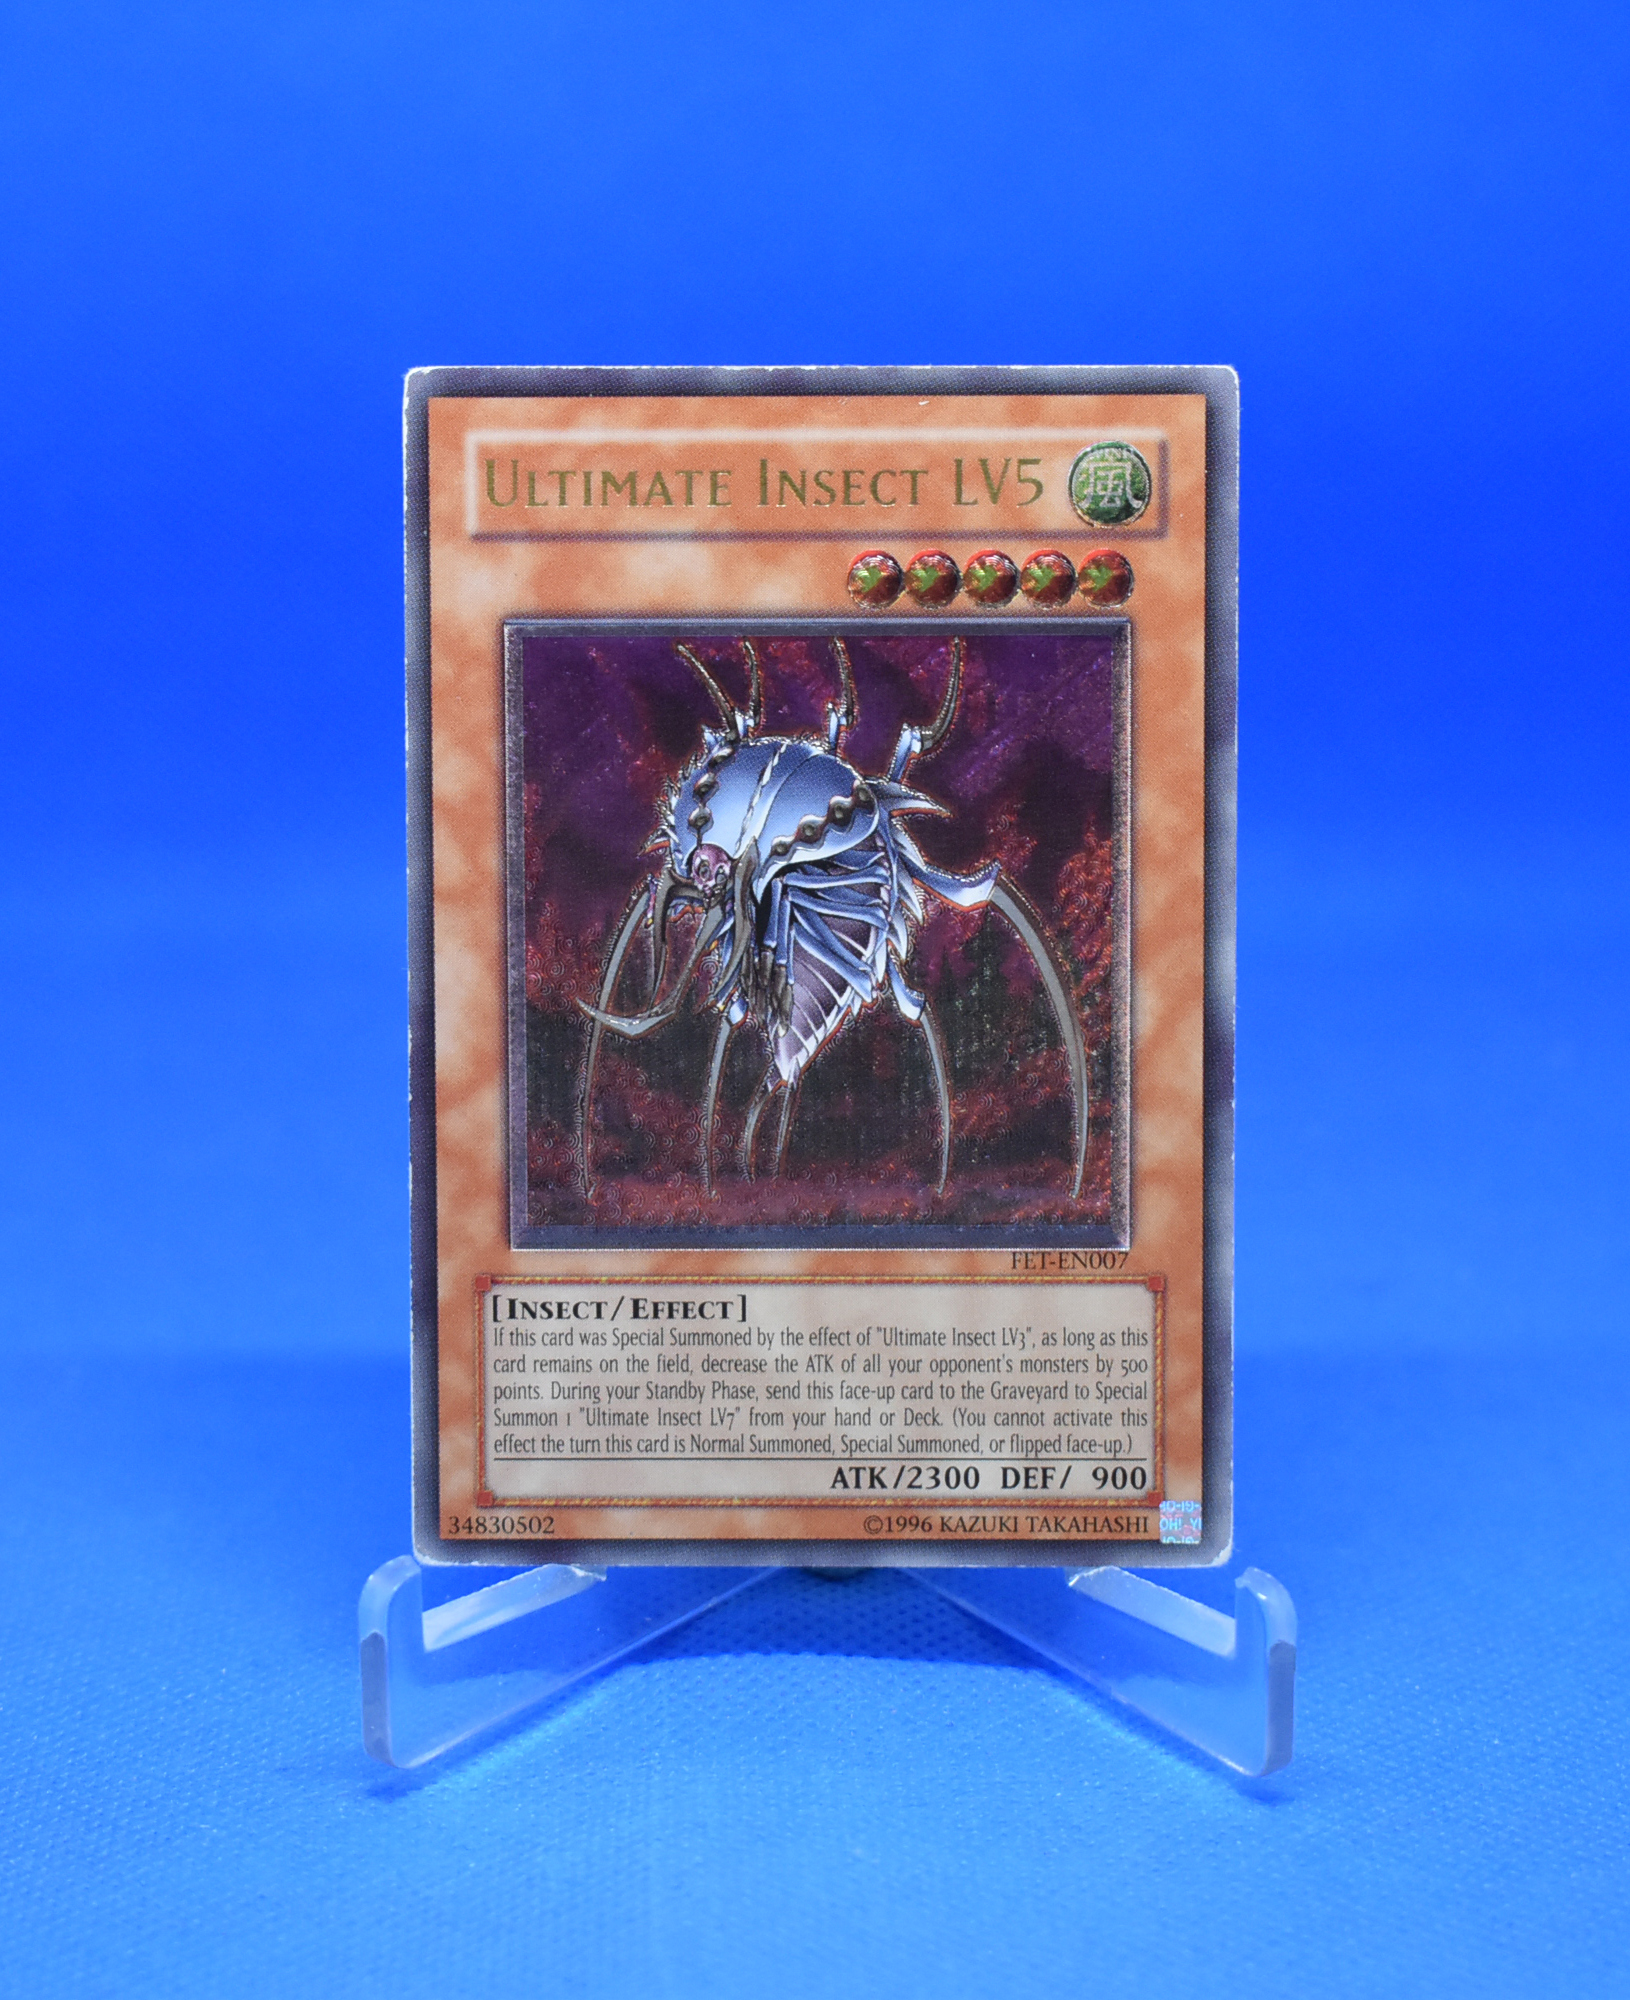 ULTIMATE INSECT LV5
風
FET-EN007
[INSECT/EFFECT]
If this card was Special Summoned by the effect of "Ultimate Insect LV3", as long as this
card remains on the field, decrease the ATK of all your opponent's monsters by 500
points. During your Standby Phase, send this face-up card to the Graveyard to Special
Summon 1 "Ultimate Insect LV7" from your hand or Deck. (You cannot activate this
effect the turn this card is Normal Summoned, Special Summoned, or flipped face-up.)
ATK/2300 DEF/ 900
34830502
©1996 KAZUKI TAKAHASHI